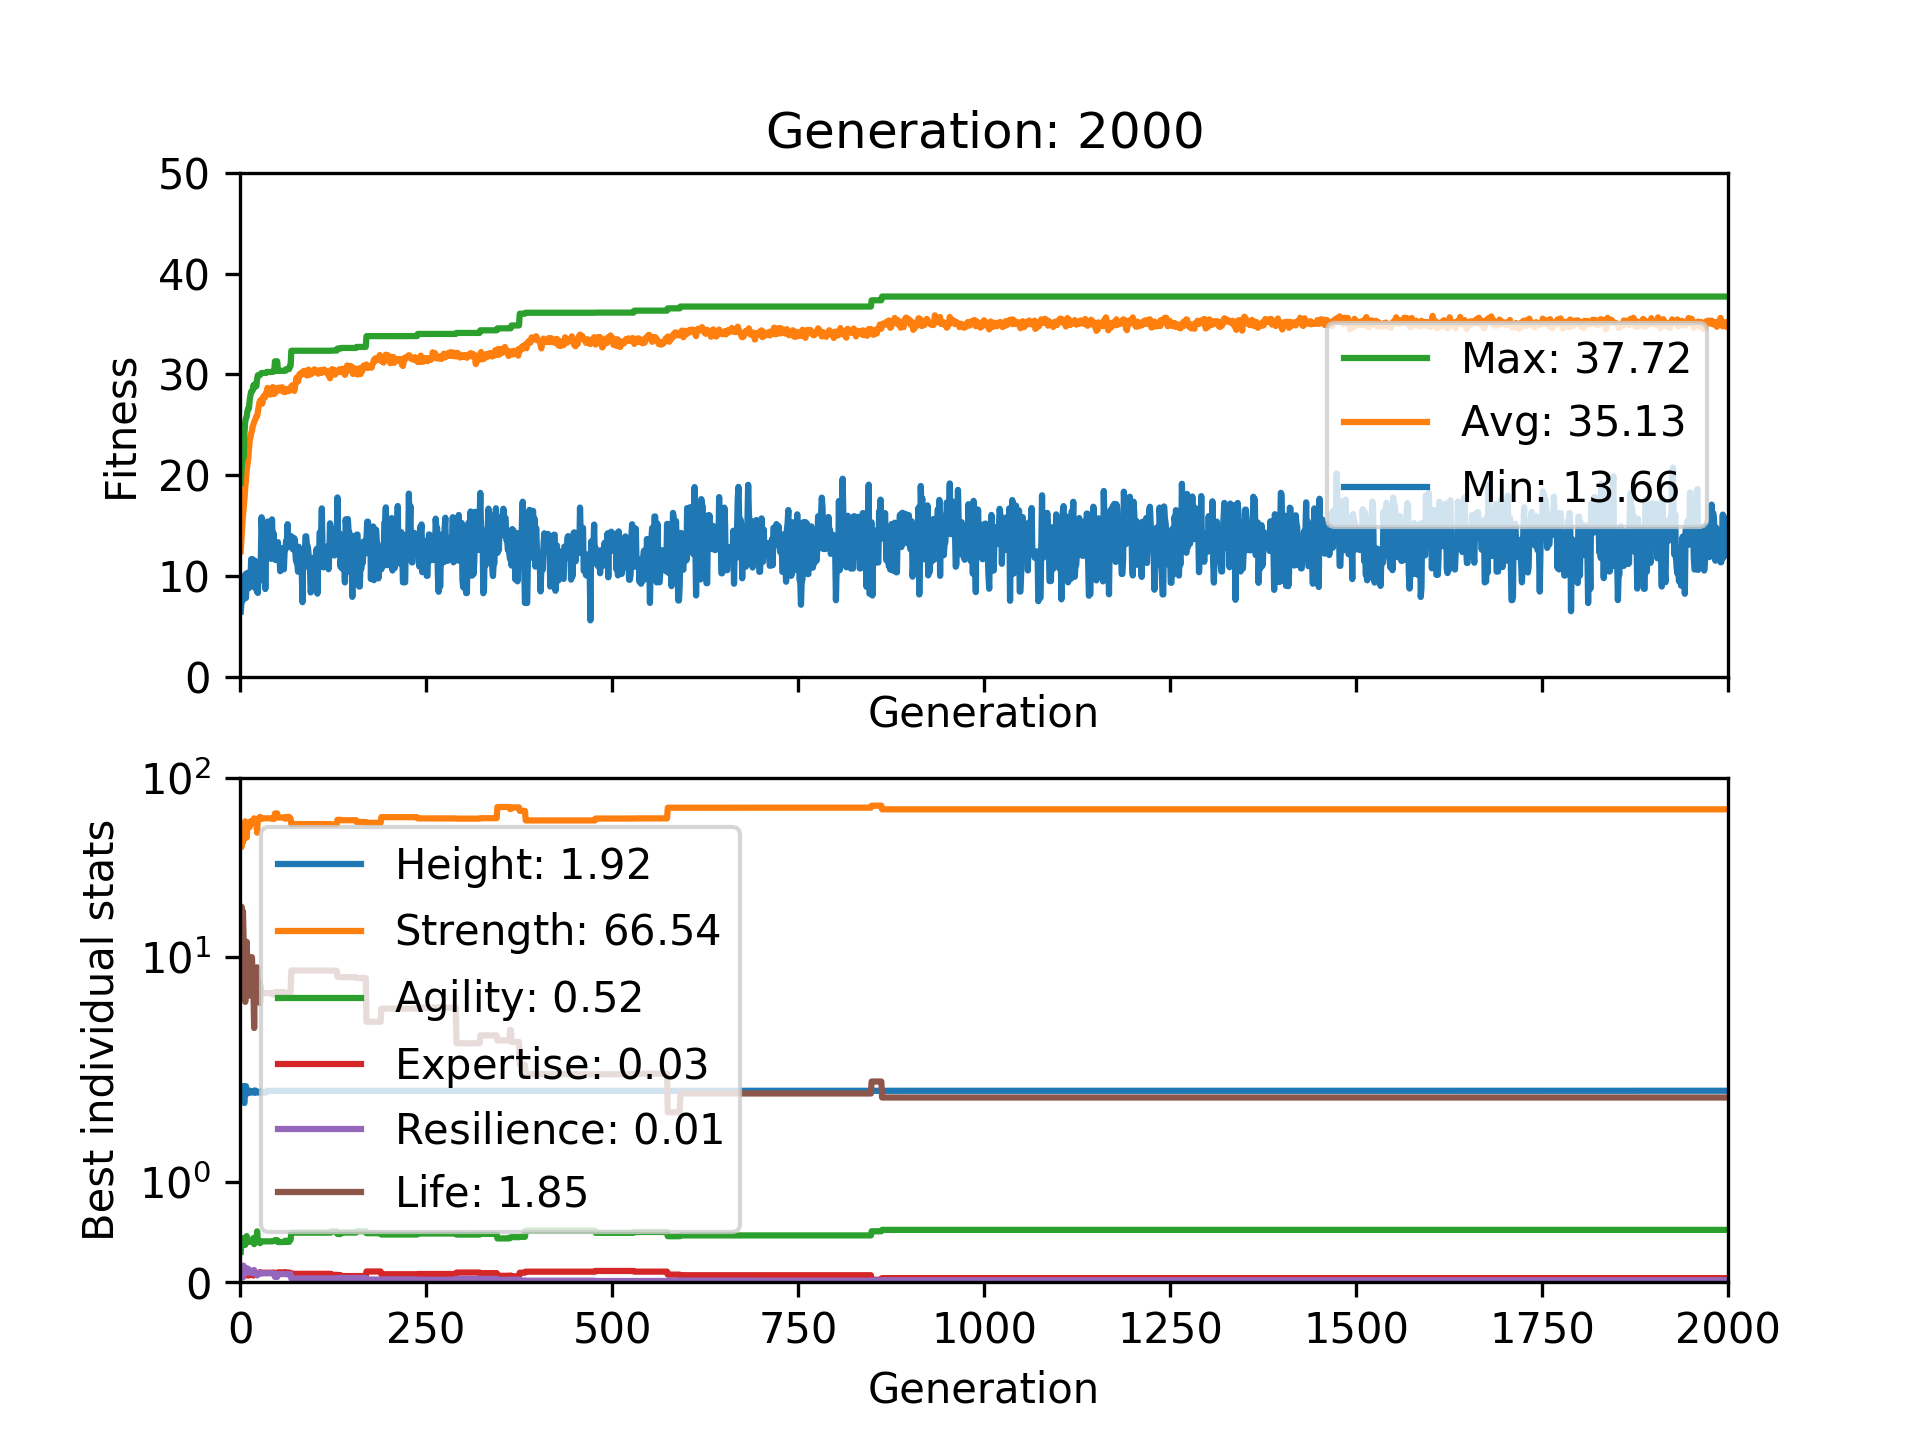 Generation: 2000
50
40
30
20
10
0
Fitness
Max: 37.72
Avg: 35.13
Min: 13.66
Generation
10²
10¹
10⁰
0
Best individual stats
Height: 1.92
Strength: 66.54
Agility: 0.52
Expertise: 0.03
Resilience: 0.01
Life: 1.85
0 250 500 750 1000 1250 1500 1750 2000
Generation